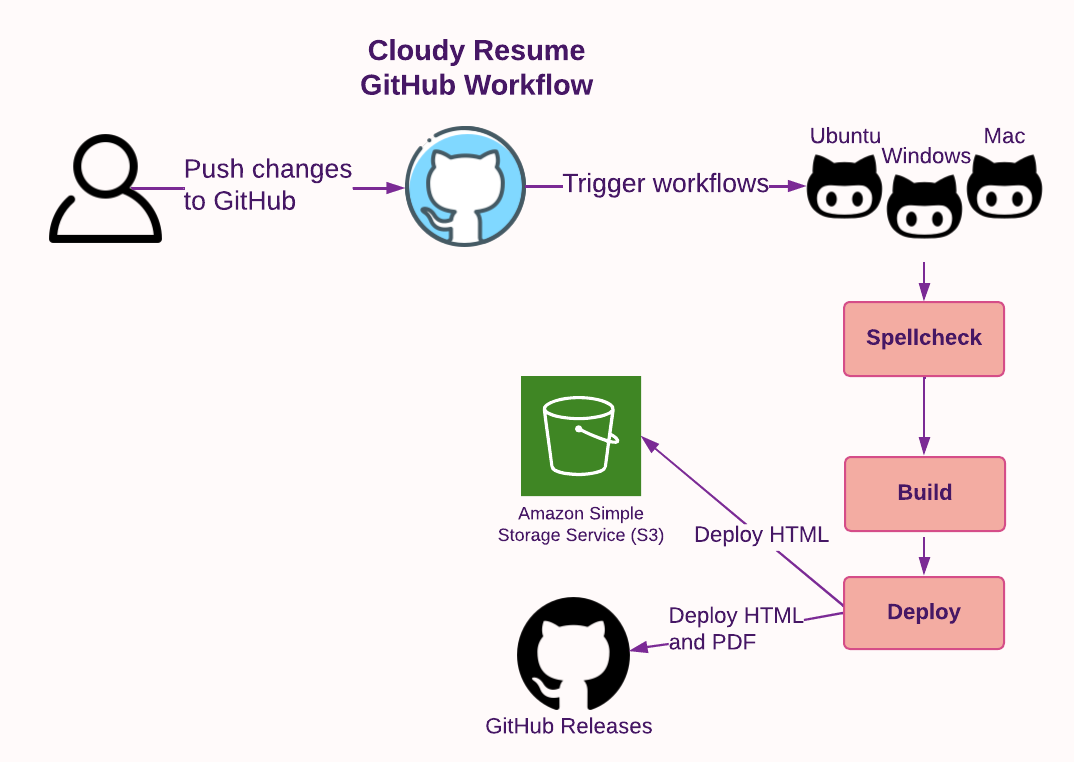 Cloudy Resume
GitHub Workflow
Push changes
to GitHub
Trigger workflows
Ubuntu
Windows
Mac
Spellcheck
Build
Deploy
Deploy HTML
Amazon Simple
Storage Service (S3)
Deploy HTML
and PDF
GitHub Releases